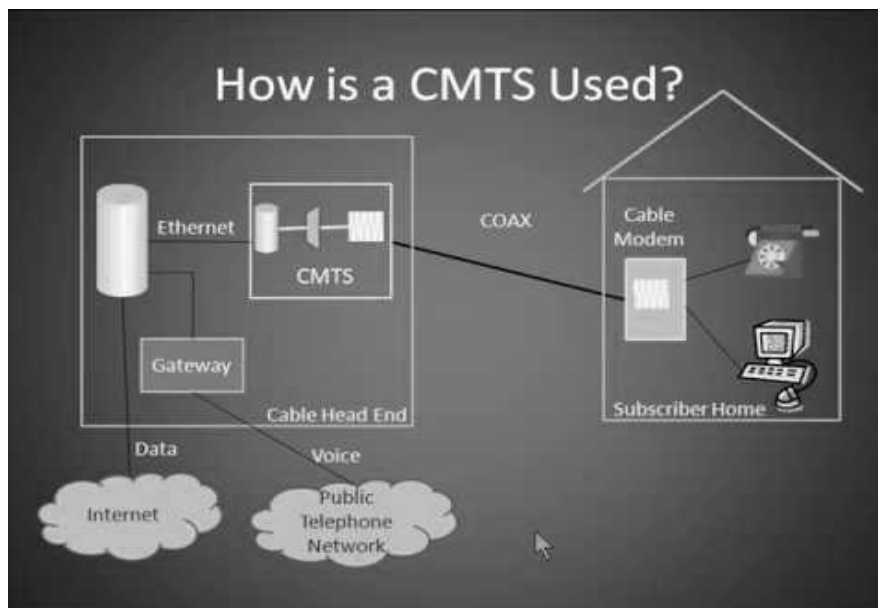 How is a CMTS Used?
Ethernet
CMTS
COAX
Cable
Modem
Gateway
Cable Head End
Subscriber Home
Data
Voice
Internet
Public
Telephone
Network